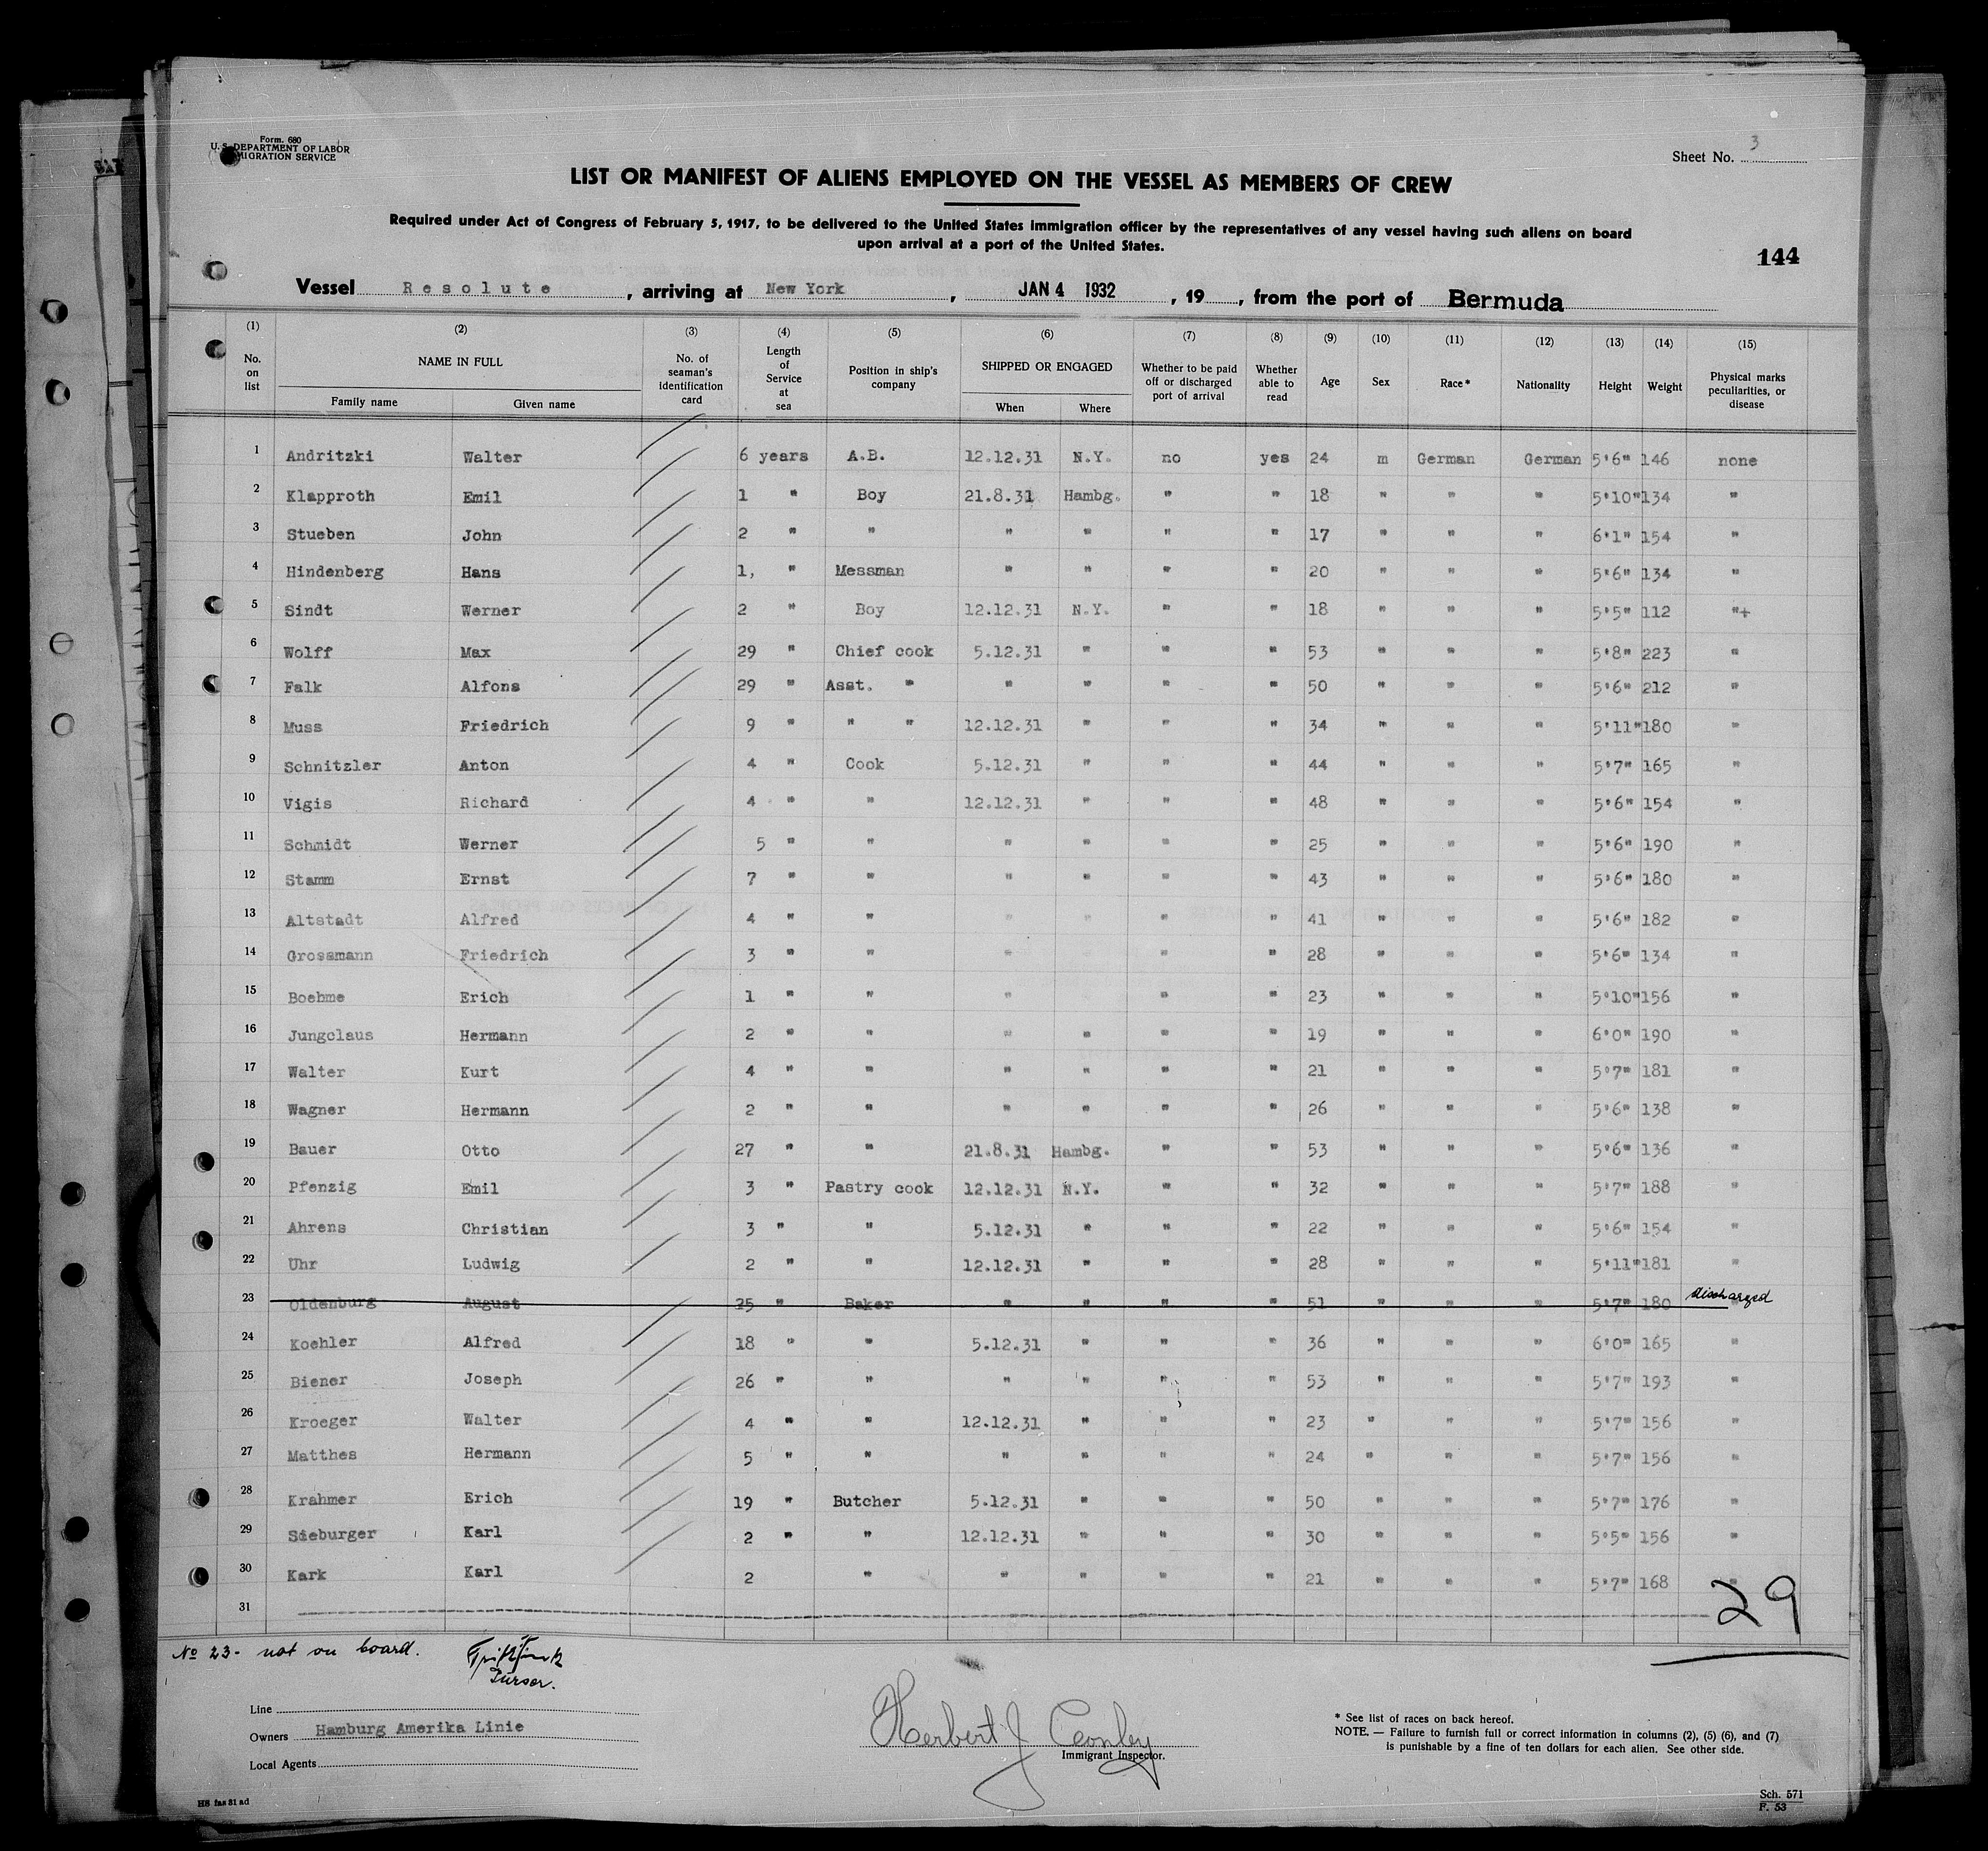 Form. 680
U. S. DEPARTMENT OF LABOR
MIGRATION SERVICE
Sheet No. 3
LIST OR MANIFEST OF ALIENS EMPLOYED ON THE VESSEL AS MEMBERS OF CREW
Required under Act of Congress of February 5, 1917, to be delivered to the United States immigration officer by the representatives of any vessel having such aliens on board
upon arrival at a port of the United States.
144
Vessel Resolute, arriving at New York, JAN 4 1932, 19, from the port of Bermuda
(1) (2) (3) (4) (5) (6) (7) (8) (9) (10) (11) (12) (13) (14) (15)
No. on list NAME IN FULL Family name Given name No. of seaman's identification card Length of Service at sea Position in ship's company SHIPPED OR ENGAGED When Where Whether to be paid off or discharged port of arrival Whether able to read Age Sex Race* Nationality Height Weight Physical marks peculiarities, or disease
1 Andritzki Walter 6 years A.B. 12.12.31 N.Y. no yes 24 m German German 5'6" 146 none
2 Klapproth Emil 1 " Boy 21.8.31 Hambg. " " 18 " " " 5'10" 134 "
3 Stueben John 2 " " " " " " 17 " " " 6'1" 154 "
4 Hindenberg Hans 1, " Messman " " " " 20 " " " 5'6" 134 "
5 Sindt Werner 2 " Boy 12.12.31 N.Y. " " 18 " " " 5'5" 112 "+
6 Wolff Max 29 " Chief cook 5.12.31 " " " 53 " " " 5'8" 223 "
7 Falk Alfons 29 " Asst. " " " " " 50 " " " 5'6" 212 "
8 Muss Friedrich 9 " " " 12.12.31 " " " 34 " " " 5'11" 180 "
9 Schnitzler Anton 4 " Cook 5.12.31 " " " 44 " " " 5'7" 165 "
10 Vigis Richard 4 " " 12.12.31 " " " 48 " " " 5'6" 154 "
11 Schmidt Werner 5 " " " " " " 25 " " " 5'6" 190 "
12 Stamm Ernst 7 " " " " " " 43 " " " 5'6" 180 "
13 Altstadt Alfred 4 " " " " " " 41 " " " 5'6" 182 "
14 Grossmann Friedrich 3 " " " " " " 28 " " " 5'6" 134 "
15 Boehme Erich 1 " " " " " 23 " " " 5'10" 156 "
16 Jungclaus Hermann 2 " " " " " " 19 " " " 6'0" 190 "
17 Walter Kurt 4 " " " " " " 21 " " " 5'7" 181 "
18 Wagner Hermann 2 " " " " " " 26 " " " 5'6" 138 "
19 Bauer Otto 27 " " 21.8.31 Hambg. " " 53 " " " 5'6" 136 "
20 Pfenzig Emil 3 " Pastry cook 12.12.31 N.Y. " " 32 " " " 5'7" 188 "
21 Ahrens Christian 3 " " 5.12.31 " " " 22 " " " 5'6" 154 "
22 Uhr Ludwig 2 " " 12.12.31 " " " 28 " " " 5'11" 181 "
23 Oldenburg August 25 " Baker " " " " 51 " " " 5'7" 180 discharged
24 Koehler Alfred 18 " " 5.12.31 " " " 36 " " " 6'0" 165 "
25 Biener Joseph 26 " " " " " " 53 " " " 5'7" 193 "
26 Kroeger Walter 4 " " 12.12.31 " " " 23 " " " 5'7" 156 "
27 Matthes Hermann 5 " " " " " " 24 " " " 5'7" 156 "
28 Krahmer Erich 19 " Butcher 5.12.31 " " " 50 " " " 5'7" 176 "
29 Sieburger Karl 2 " " 12.12.31 " " " 30 " " " 5'5" 156 "
30 Kark Karl 2 " " " " " 21 " " " 5'7" 168 "
31
29
No 23- not on board.
Purser.
Line
Owners Hamburg Amerika Linie
Local Agents
Herbert J
Immigrant Inspector.
* See list of races on back hereof.
NOTE. — Failure to furnish full or correct information in columns (2), (5) (6), and (7)
is punishable by a fine of ten dollars for each alien. See other side.
Sch. 571
F. 53